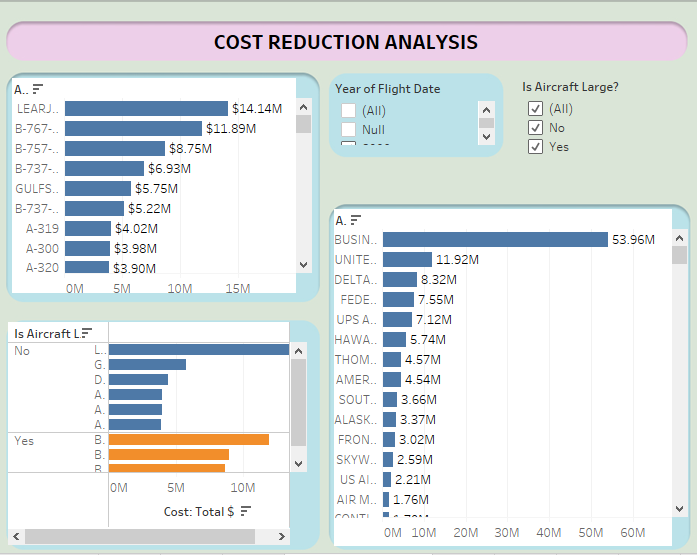 COST REDUCTION ANALYSIS
A..
LEARJ.. $14.14M
B-767-.. $11.89M
B-757-.. $8.75M
B-737-.. $6.93M
GULFS.. $5.75M
B-737-.. $5.22M
A-319 $4.02M
A-300 $3.98M
A-320 $3.90M
0M 5M 10M 15M
Year of Flight Date
(All)
Null
Is Aircraft Large?
(All)
No
Yes
Is Aircraft L..
No L..
G.
D.
A.
A.
A.
Yes B.
B.
B.
0M 5M 10M
Cost: Total $
A.
BUSIN.. 53.96M
UNITE.. 11.92M
DELTA.. 8.32M
FEDE.. 7.55M
UPS A.. 7.12M
HAWA.. 5.74M
THOM.. 4.57M
AMER.. 4.54M
SOUT.. 3.66M
ALASK.. 3.37M
FRON.. 3.02M
SKYW.. 2.59M
US AI.. 2.21M
AIR M.. 1.76M
0M 10M 20M 30M 40M 50M 60M